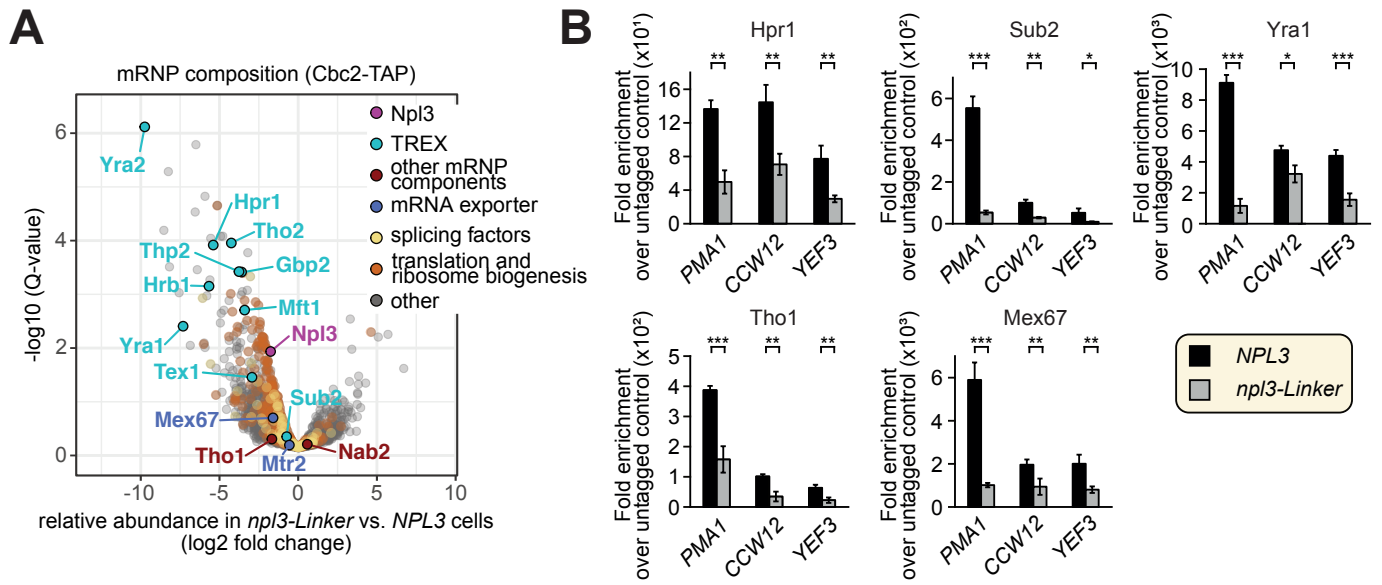 A
mRNP composition (Cbc2-TAP)
-log10 (Q-value)
6
4
2
0
-10
-5
0
5
10
relative abundance in npl3-Linker vs. NPL3 cells
(log2 fold change)
Yra2
Hpr1
Tho2
Thp2
Gbp2
Hrb1
Mft1
Yra1
Npl3
Tex1
Sub2
Mex67
Tho1
Mtr2
Nab2
Npl3
TREX
other mRNP
components
mRNA exporter
splicing factors
translation and
ribosome biogenesis
other
B
Hpr1
Fold enrichment
over untagged control (x10¹)
16
12
8
4
0
**
**
**
PMA1
CCW12
YEF3
Sub2
Fold enrichment
over untagged control (x10²)
6
4
2
0
***
**
*
PMA1
CCW12
YEF3
Yra1
Fold enrichment
over untagged control (x10³)
10
8
6
4
2
0
***
*
***
PMA1
CCW12
YEF3
Tho1
Fold enrichment
over untagged control (x10²)
5
4
3
2
1
0
***
**
**
PMA1
CCW12
YEF3
Mex67
Fold enrichment
over untagged control (x10³)
6
4
2
0
***
**
**
PMA1
CCW12
YEF3
NPL3
npl3-Linker